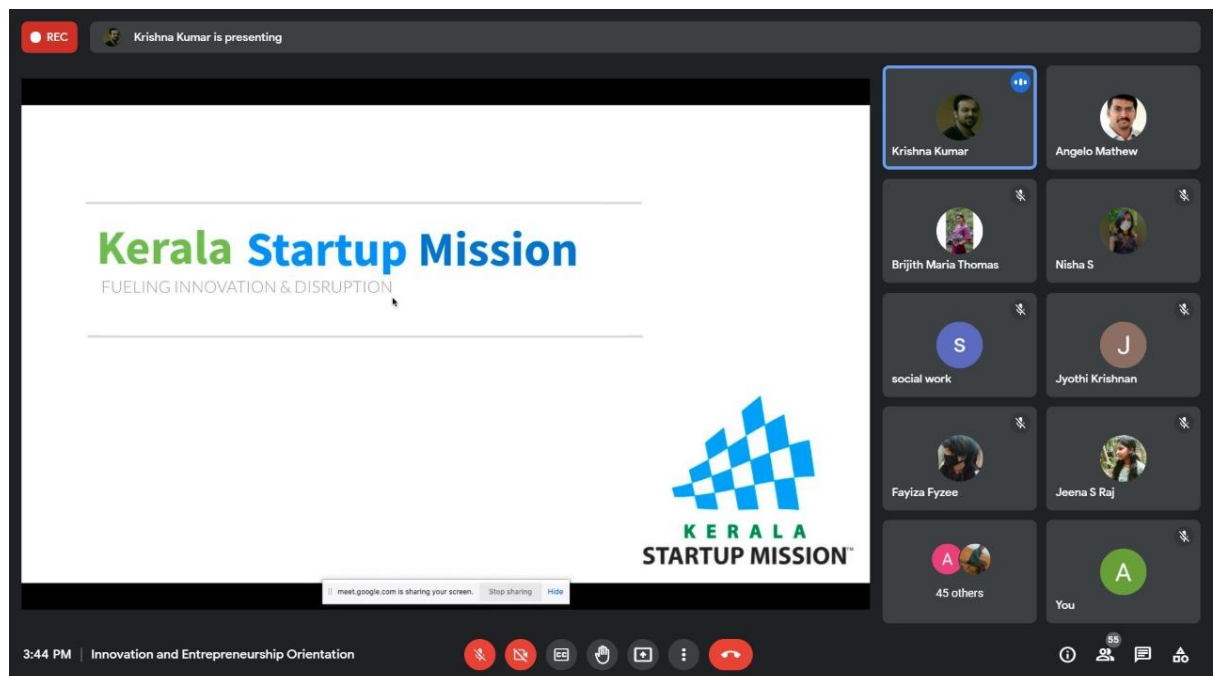 REC
Krishna Kumar is presenting
Kerala Startup Mission
FUELING INNOVATION & DISRUPTION
KERALA
STARTUP MISSION™
meet.google.com is sharing your screen. Stop sharing Hide
Krishna Kumar
Angelo Mathew
Brijith Maria Thomas
Nisha S
S
social work
J
Jyothi Krishnan
Fayiza Fyzee
Jeena S Raj
A
45 others
A
You
3:44 PM | Innovation and Entrepreneurship Orientation
CC
55